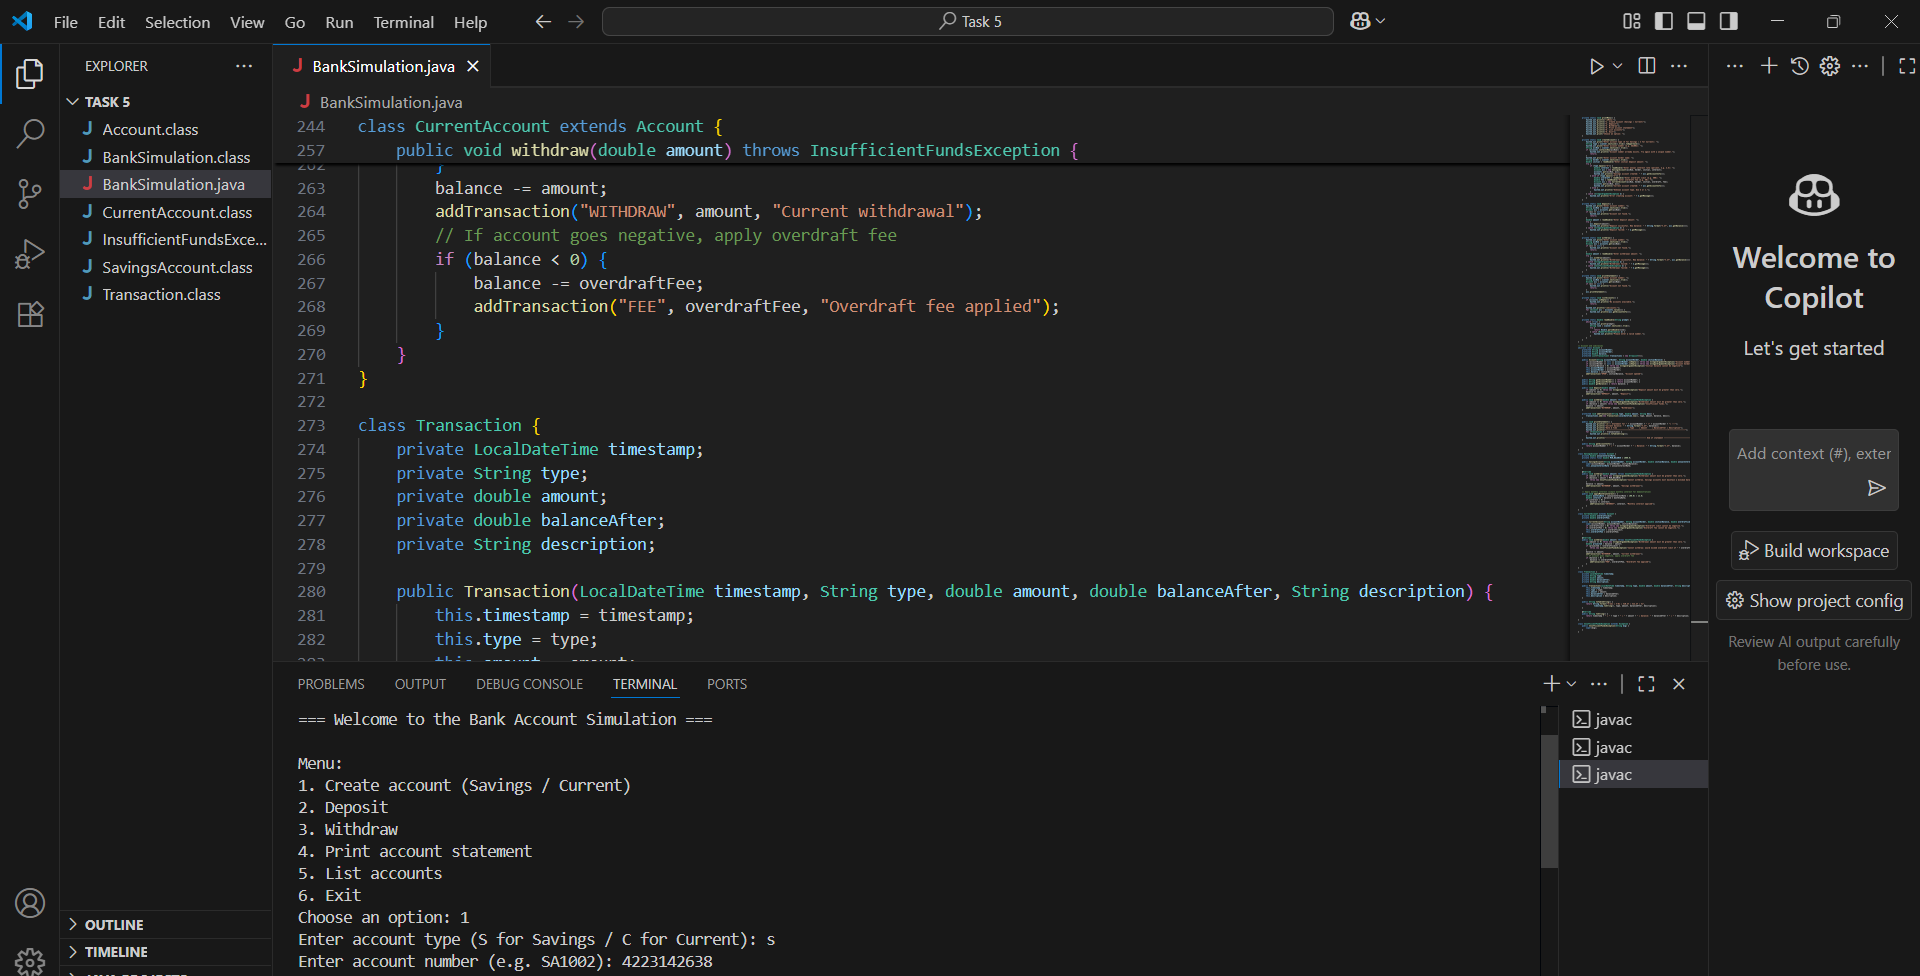 File Edit Selection View Go Run Terminal Help
Task 5
EXPLORER
TASK 5
J Account.class
J BankSimulation.class
J BankSimulation.java
J CurrentAccount.class
J InsufficientFundsExce...
J SavingsAccount.class
J Transaction.class
OUTLINE
TIMELINE
J BankSimulation.java
J BankSimulation.java
244 class CurrentAccount extends Account {
257 public void withdraw(double amount) throws InsufficientFundsException {
262 }
263 balance -= amount;
264 addTransaction("WITHDRAW", amount, "Current withdrawal");
265 // If account goes negative, apply overdraft fee
266 if (balance < 0) {
267 balance -= overdraftFee;
268 addTransaction("FEE", overdraftFee, "Overdraft fee applied");
269 }
270 }
271 }
272
273 class Transaction {
274 private LocalDateTime timestamp;
275 private String type;
276 private double amount;
277 private double balanceAfter;
278 private String description;
279
280 public Transaction(LocalDateTime timestamp, String type, double amount, double balanceAfter, String description) {
281 this.timestamp = timestamp;
282 this.type = type;
283 this.amount = amount;
PROBLEMS OUTPUT DEBUG CONSOLE TERMINAL PORTS
=== Welcome to the Bank Account Simulation ===
Menu:
1. Create account (Savings / Current)
2. Deposit
3. Withdraw
4. Print account statement
5. List accounts
6. Exit
Choose an option: 1
Enter account type (S for Savings / C for Current): s
Enter account number (e.g. SA1002): 4223142638
javac
javac
javac
Welcome to
Copilot
Let's get started
Add context (#), exter
Build workspace
Show project config
Review AI output carefully
before use.